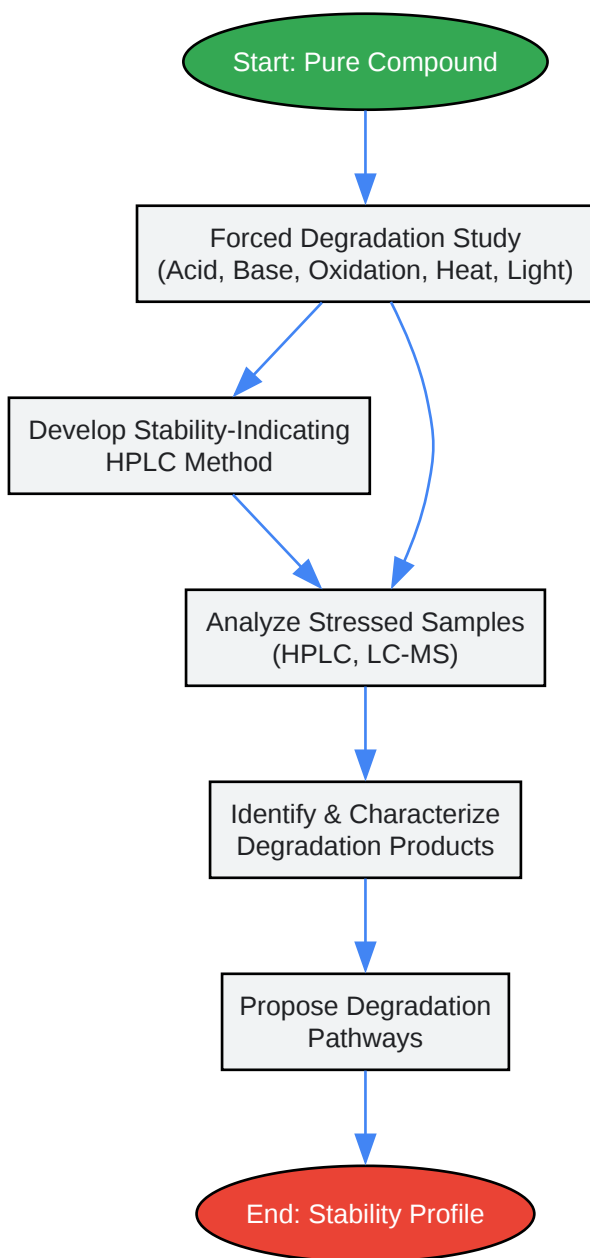 Start: Pure Compound
Forced Degradation Study
(Acid, Base, Oxidation, Heat, Light)
Develop Stability-Indicating
HPLC Method
Analyze Stressed Samples
(HPLC, LC-MS)
Identify & Characterize
Degradation Products
Propose Degradation
Pathways
End: Stability Profile